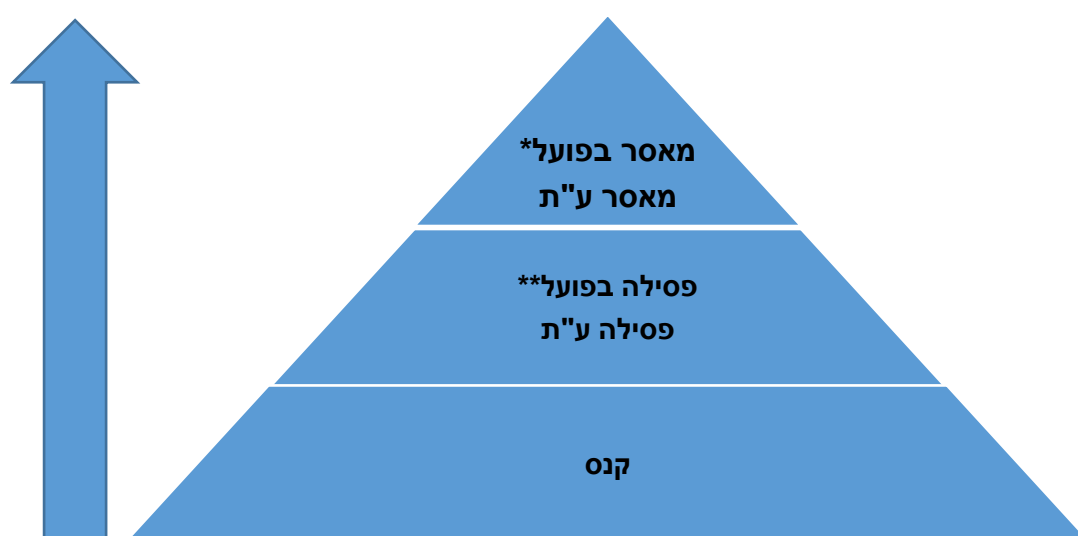 מאסר בפועל*
מאסר ע"ת
פסילה בפועל**
פסילה ע"ת
קנס